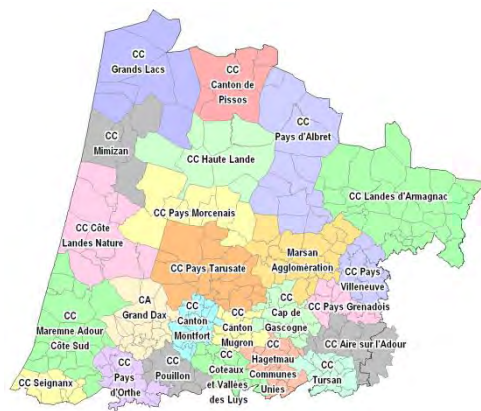 CC
Grands Lacs
CC
Canton de
Pissos
CC
Pays d'Albret
CC
Mimizan
CC Haute Lande
CC Landes d'Armagnac
CC Pays Morcenais
CC Côte
Landes Nature
CC Pays Tarusate
Marsan
Agglomération
CC Pays
Villeneuve
CC
Maremne Adour
Côte Sud
CA
Grand Dax
CC
Canton
Montfort
CC
Canton
Mugron
CC
Cap de
Gascogne
CC Pays Grenadois
CC Aire sur l'Adour
CC Seignanx
CC
Pays
d'Orthe
CC
Pouillon
CC
Coteaux
et Vallées
des Luys
CC
Hagetmau
Communes
Unies
CC
Tursan